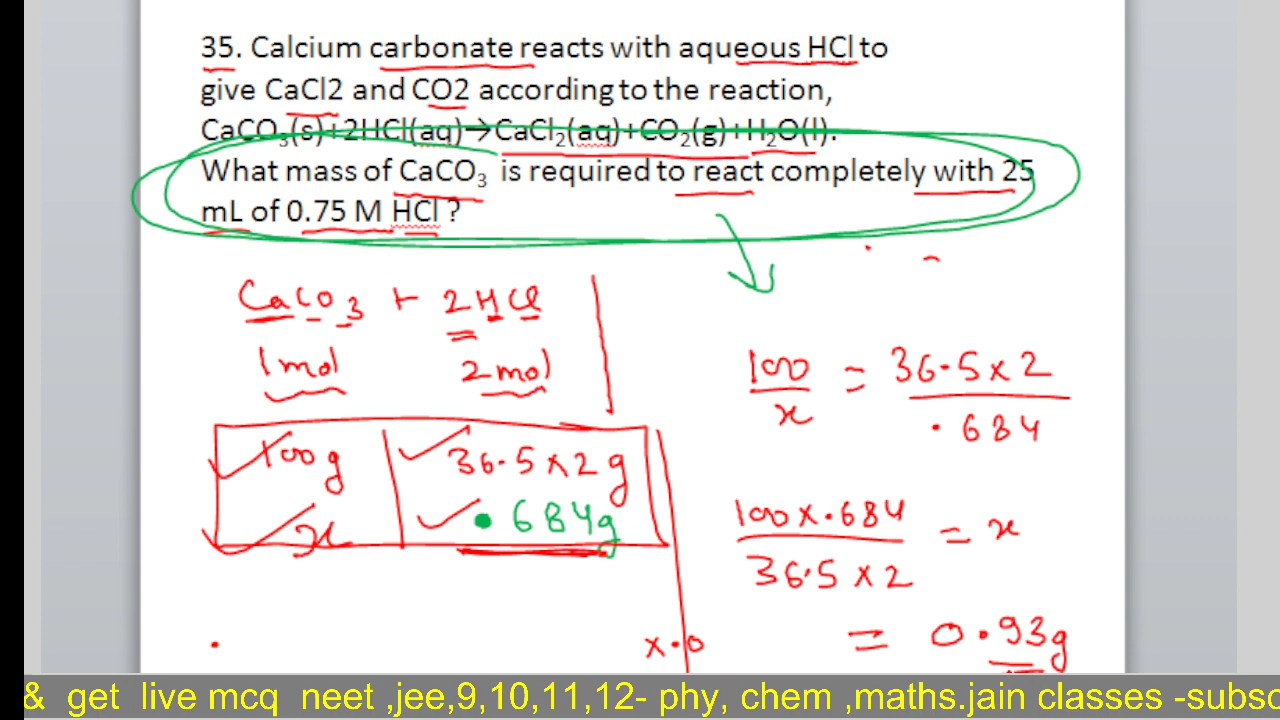 35. Calcium carbonate reacts with aqueous HCl to
give CaCl2 and CO2 according to the reaction,
CaCO₃(s)+2HCl(aq)→CaCl₂(aq)+CO₂(g)+H₂O(l).
What mass of CaCO₃ is required to react completely with 25
mL of 0.75 M HCl ?
CaCO3 + 2HCl
1mol 2mol
100g 36.5x2g
x .684g
100/x = 36.5x2/.684
100x.684/36.5x2 = x
= 0.93g
x.0
& get live mcq neet ,jee,9,10,11,12- phy, chem ,maths.jain classes -subsc